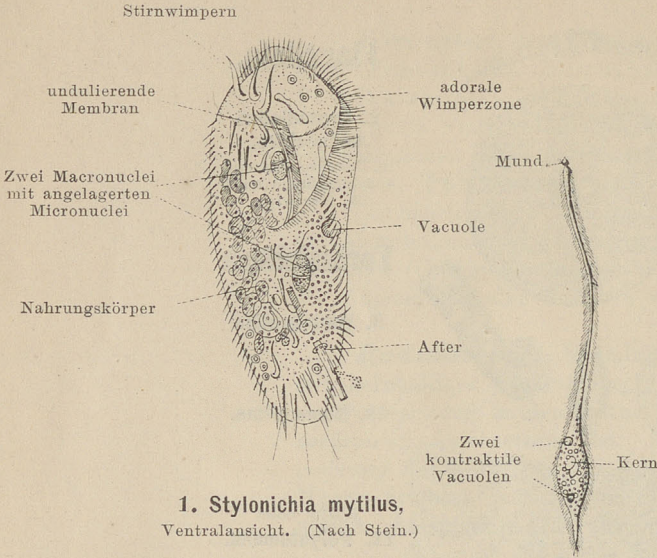 Stirnwimpern
undulierende
Membran
adorale
Wimperzone
Zwei Macronuclei
mit angelagerten
Micronuclei
Mund
Vacuole
Nahrungskörper
After
Zwei
kontraktile
Vacuolen
Kern
1. Stylonichia mytilus,
Ventralansicht. (Nach Stein.)